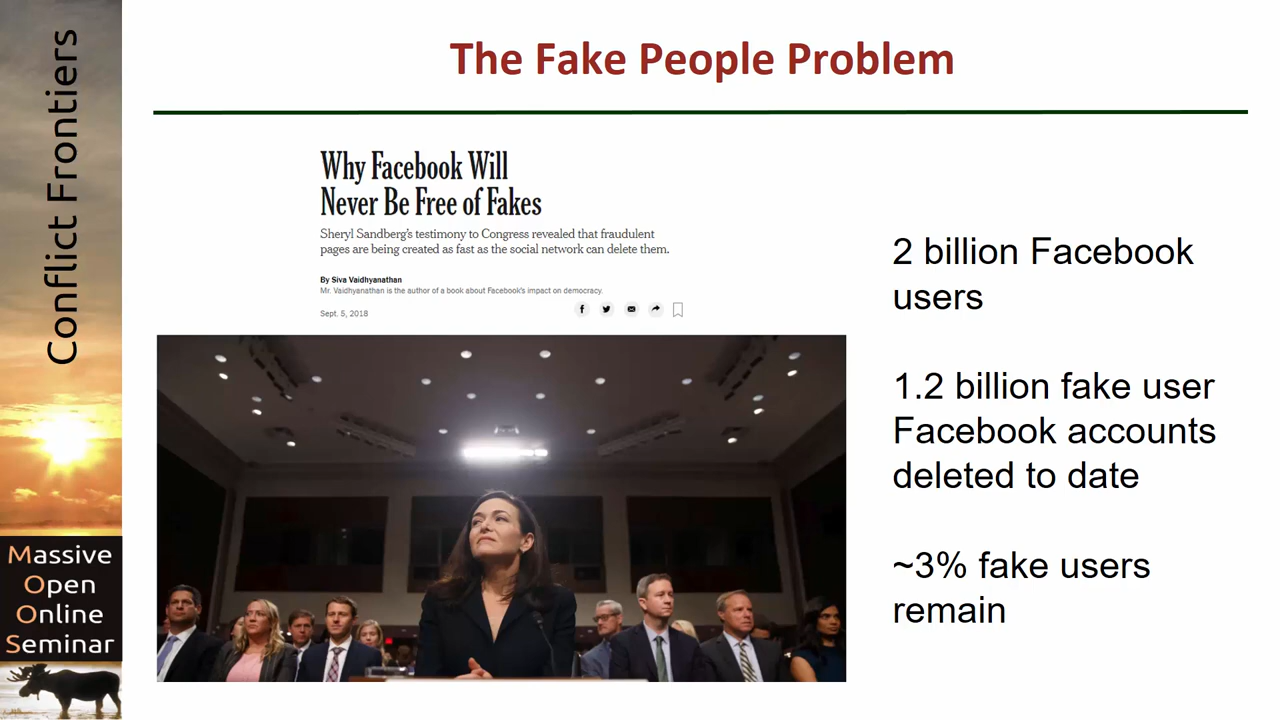 Conflict Frontiers
Massive
Open
Online
Seminar
The Fake People Problem
Why Facebook Will
Never Be Free of Fakes
Sheryl Sandberg's testimony to Congress revealed that fraudulent
pages are being created as fast as the social network can delete them.
By Siva Vaidhyanathan
Mr. Vaidhyanathan is the author of a book about Facebook's impact on democracy.
Sept. 5, 2018
2 billion Facebook
users
1.2 billion fake user
Facebook accounts
deleted to date
~3% fake users
remain